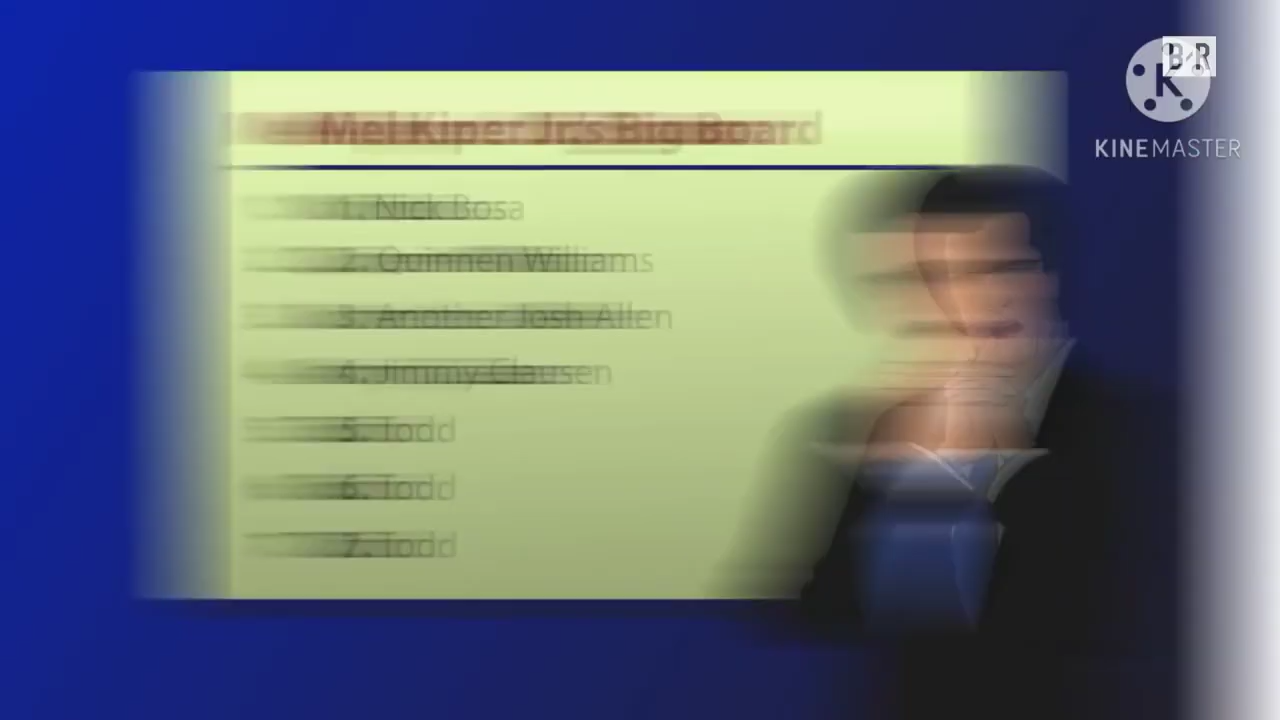 B/R
K
KINEMASTER
Mel Kiper Jr.'s Big Board
1. Nick Bosa
2. Quinnen Williams
3. Another Josh Allen
4. Jimmy Clausen
5. Todd
6. Todd
7. Todd